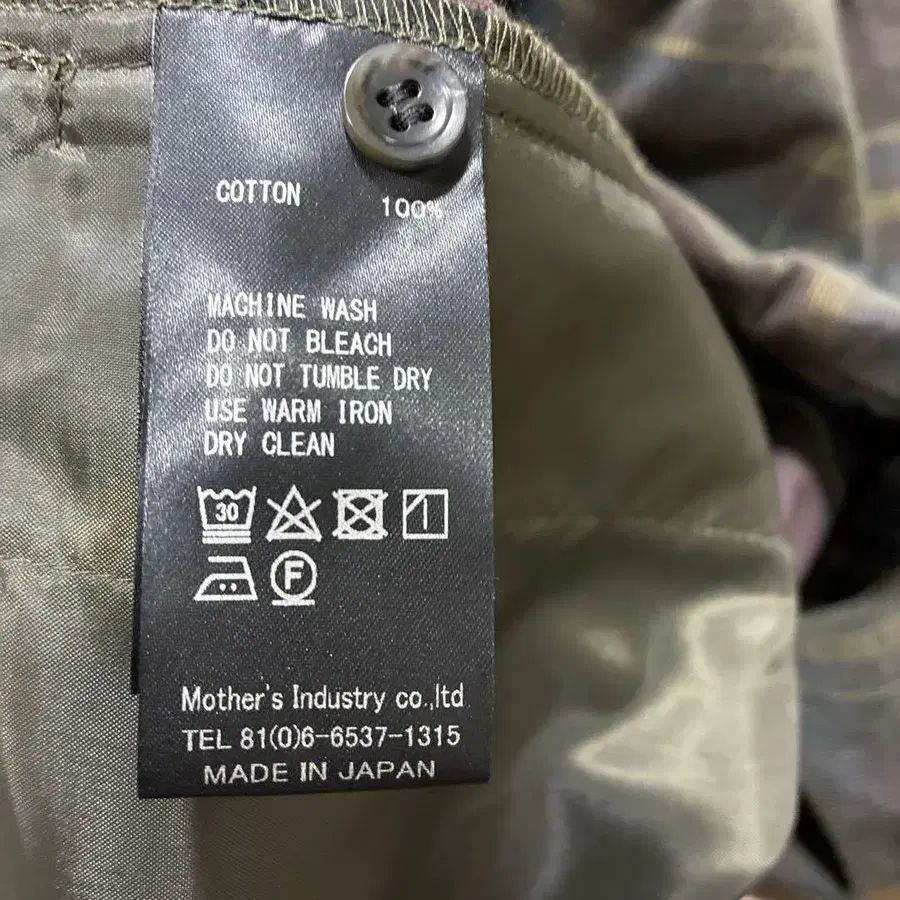 COTTON 100%
MACHINE WASH
DO NOT BLEACH
DO NOT TUMBLE DRY
USE WARM IRON
DRY CLEAN
30
F
Mother's Industry co.,ltd
TEL 81(0)6-6537-1315
MADE IN JAPAN